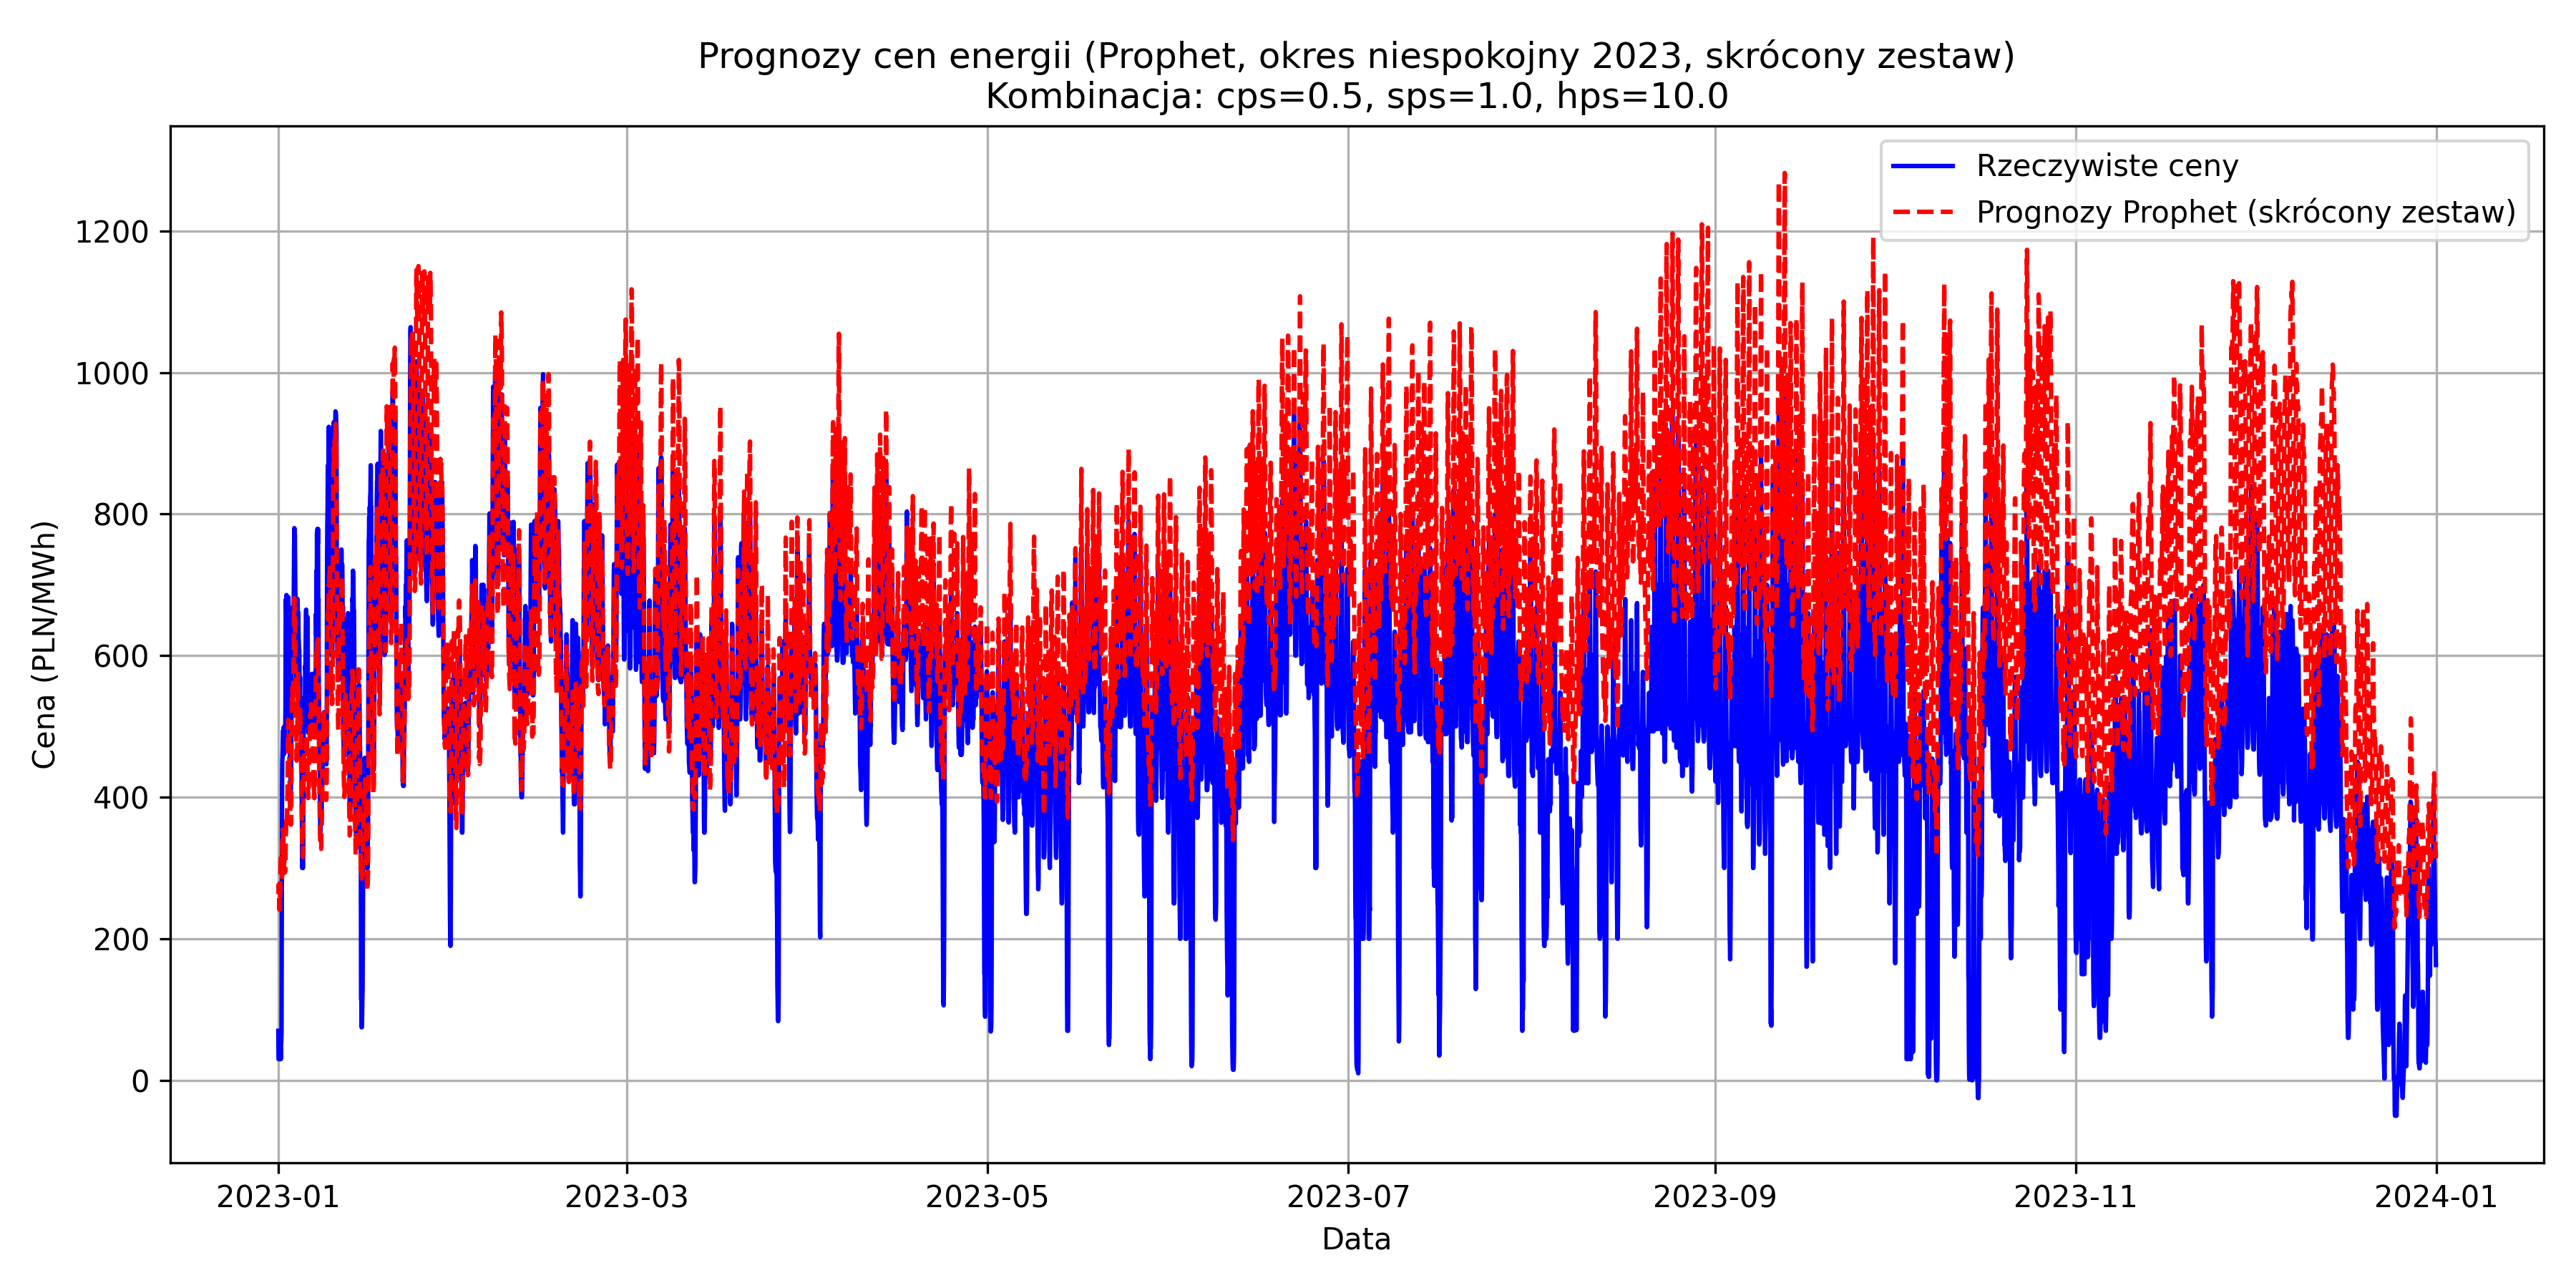 Prognozy cen energii (Prophet, okres niespokojny 2023, skrócony zestaw)
Kombinacja: cps=0.5, sps=1.0, hps=10.0
Rzeczywiste ceny
Prognozy Prophet (skrócony zestaw)
Cena (PLN/MWh)
1200
1000
800
600
400
200
0
2023-01 2023-03 2023-05 2023-07 2023-09 2023-11 2024-01
Data